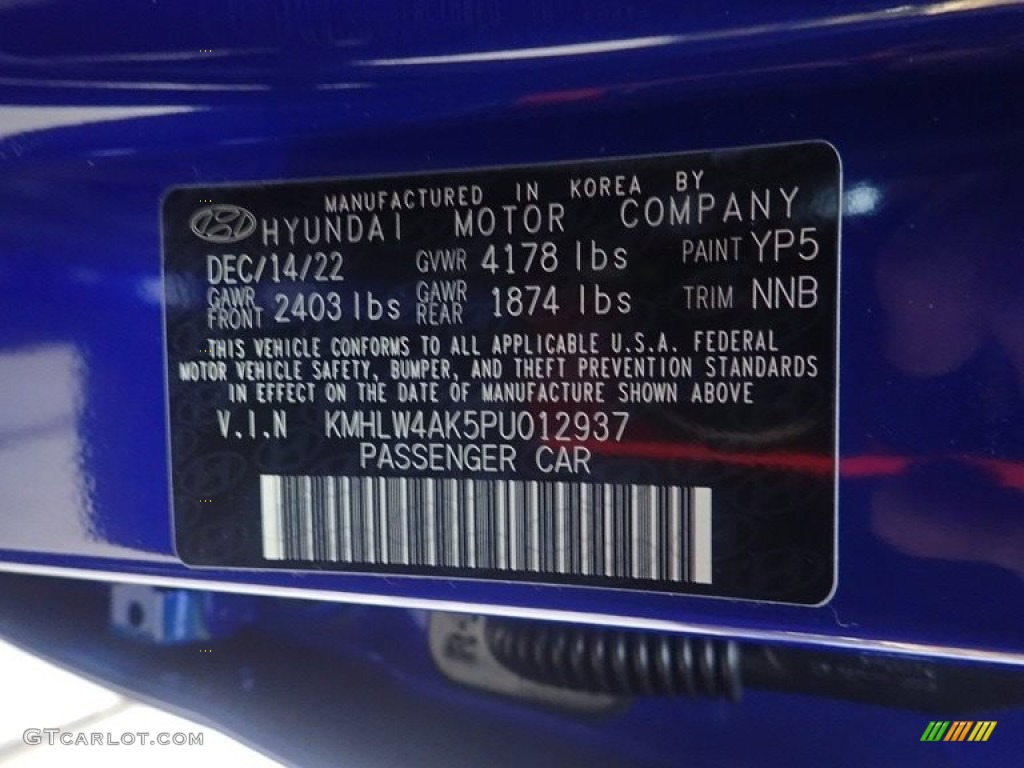 MANUFACTURED IN KOREA BY
HYUNDAI MOTOR COMPANY
DEC/14/22 GVWR 4178 lbs PAINT YP5
GAWR FRONT 2403 lbs GAWR REAR 1874 lbs TRIM NNB
THIS VEHICLE CONFORMS TO ALL APPLICABLE U.S.A. FEDERAL
MOTOR VEHICLE SAFETY, BUMPER, AND THEFT PREVENTION STANDARDS
IN EFFECT ON THE DATE OF MANUFACTURE SHOWN ABOVE
V.I.N KMHLW4AK5PU012937
PASSENGER CAR
GTCARLOT.COM